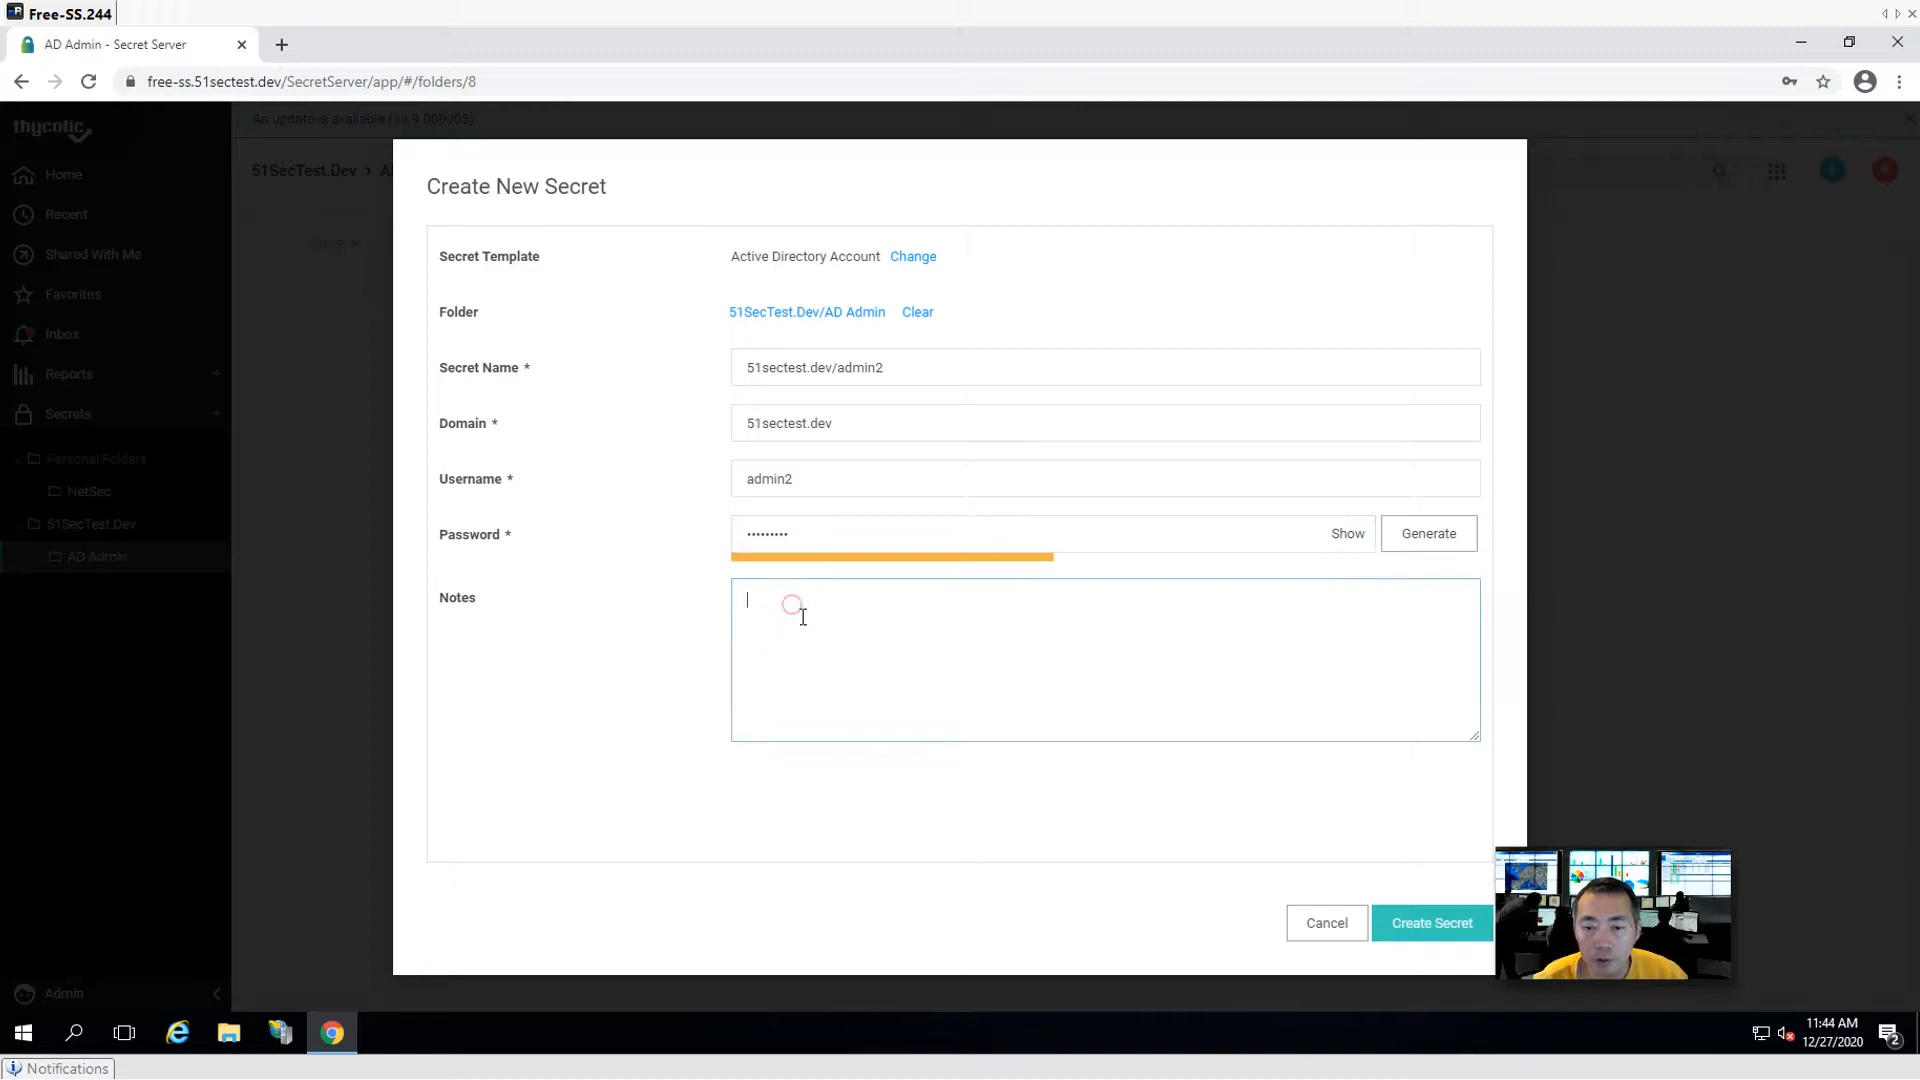 Free-SS.244
AD Admin - Secret Server
free-ss.51sectest.dev/SecretServer/app/#/folders/8
thycotic
An update is available (10.9.000005)
51SecTest.Dev
Home
Recent
Shared With Me
Favorites
Inbox
Reports
Secrets
Personal Folders
NetSec
51SecTest.Dev
AD Admin
Admin
Create New Secret
Secret Template
Active Directory Account Change
Folder
51SecTest.Dev/AD Admin Clear
Secret Name *
51sectest.dev/admin2
Domain *
51sectest.dev
Username *
admin2
Password *
•••••••••
Show
Generate
Notes
Cancel
Create Secret
11:44 AM
12/27/2020
2
Notifications